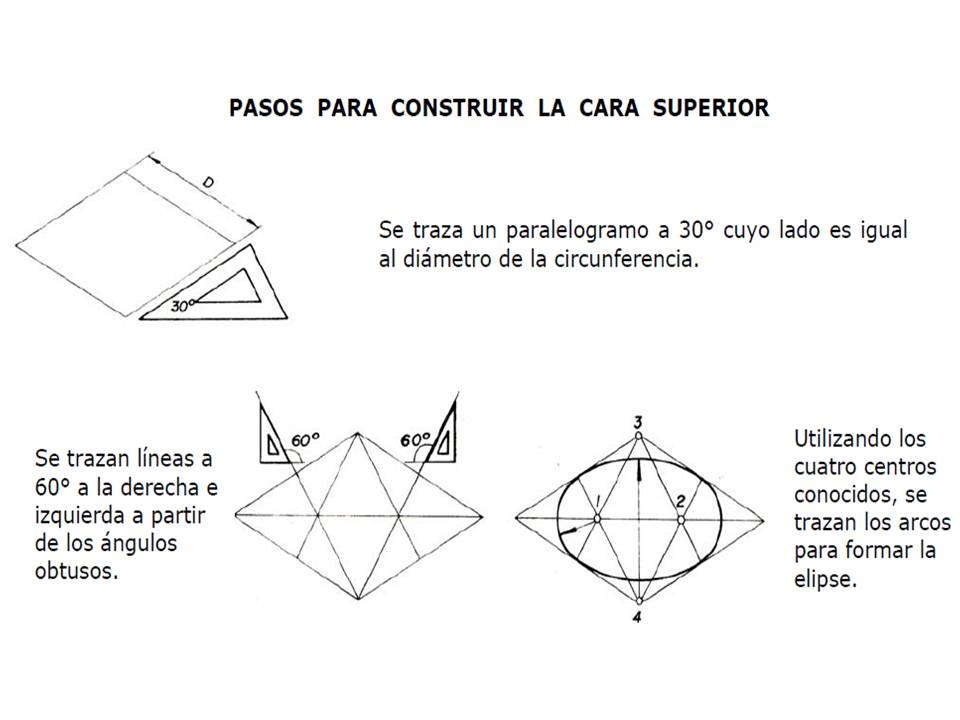 PASOS PARA CONSTRUIR LA CARA SUPERIOR
D
30°
Se traza un paralelogramo a 30° cuyo lado es igual
al diámetro de la circunferencia.
Se trazan líneas a
60° a la derecha e
izquierda a partir
de los ángulos
obtusos.
60° 60°
3
1 2
4
Utilizando los
cuatro centros
conocidos, se
trazan los arcos
para formar la
elipse.